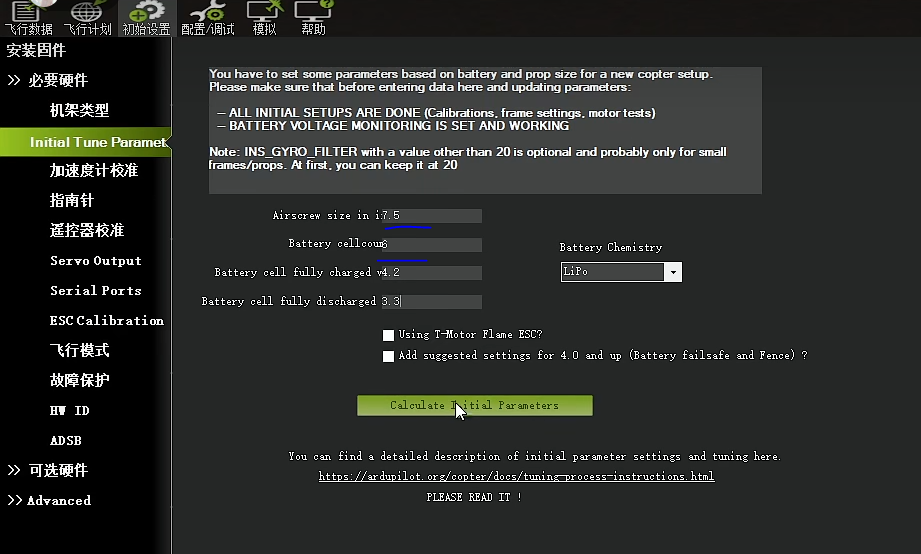 飞行数据 飞行计划 初始设置 配置/调试 模拟 帮助
安装固件
>> 必要硬件
机架类型
Initial Tune Paramet
加速度计校准
指南针
遥控器校准
Servo Output
Serial Ports
ESC Calibration
飞行模式
故障保护
HW ID
ADSB
>> 可选硬件
>> Advanced
You have to set some parameters based on battery and prop size for a new copter setup.
Please make sure that before entering data here and updating parameters:
– ALL INITIAL SETUPS ARE DONE (Calibrations, frame settings, motor tests)
– BATTERY VOLTAGE MONITORING IS SET AND WORKING
Note: INS_GYRO_FILTER with a value other than 20 is optional and probably only for small
frames/props. At first, you can keep it at 20
Airscrew size in i 7.5
Battery cellcoun 6
Battery Chemistry
Battery cell fully charged v 4.2
LiPo
Battery cell fully discharged 3.3
Using T-Motor Flame ESC?
Add suggested settings for 4.0 and up (Battery failsafe and Fence) ?
Calculate Initial Parameters
You can find a detailed description of initial parameter settings and tuning here.
https://ardupilot.org/copter/docs/tuning-process-instructions.html
PLEASE READ IT !